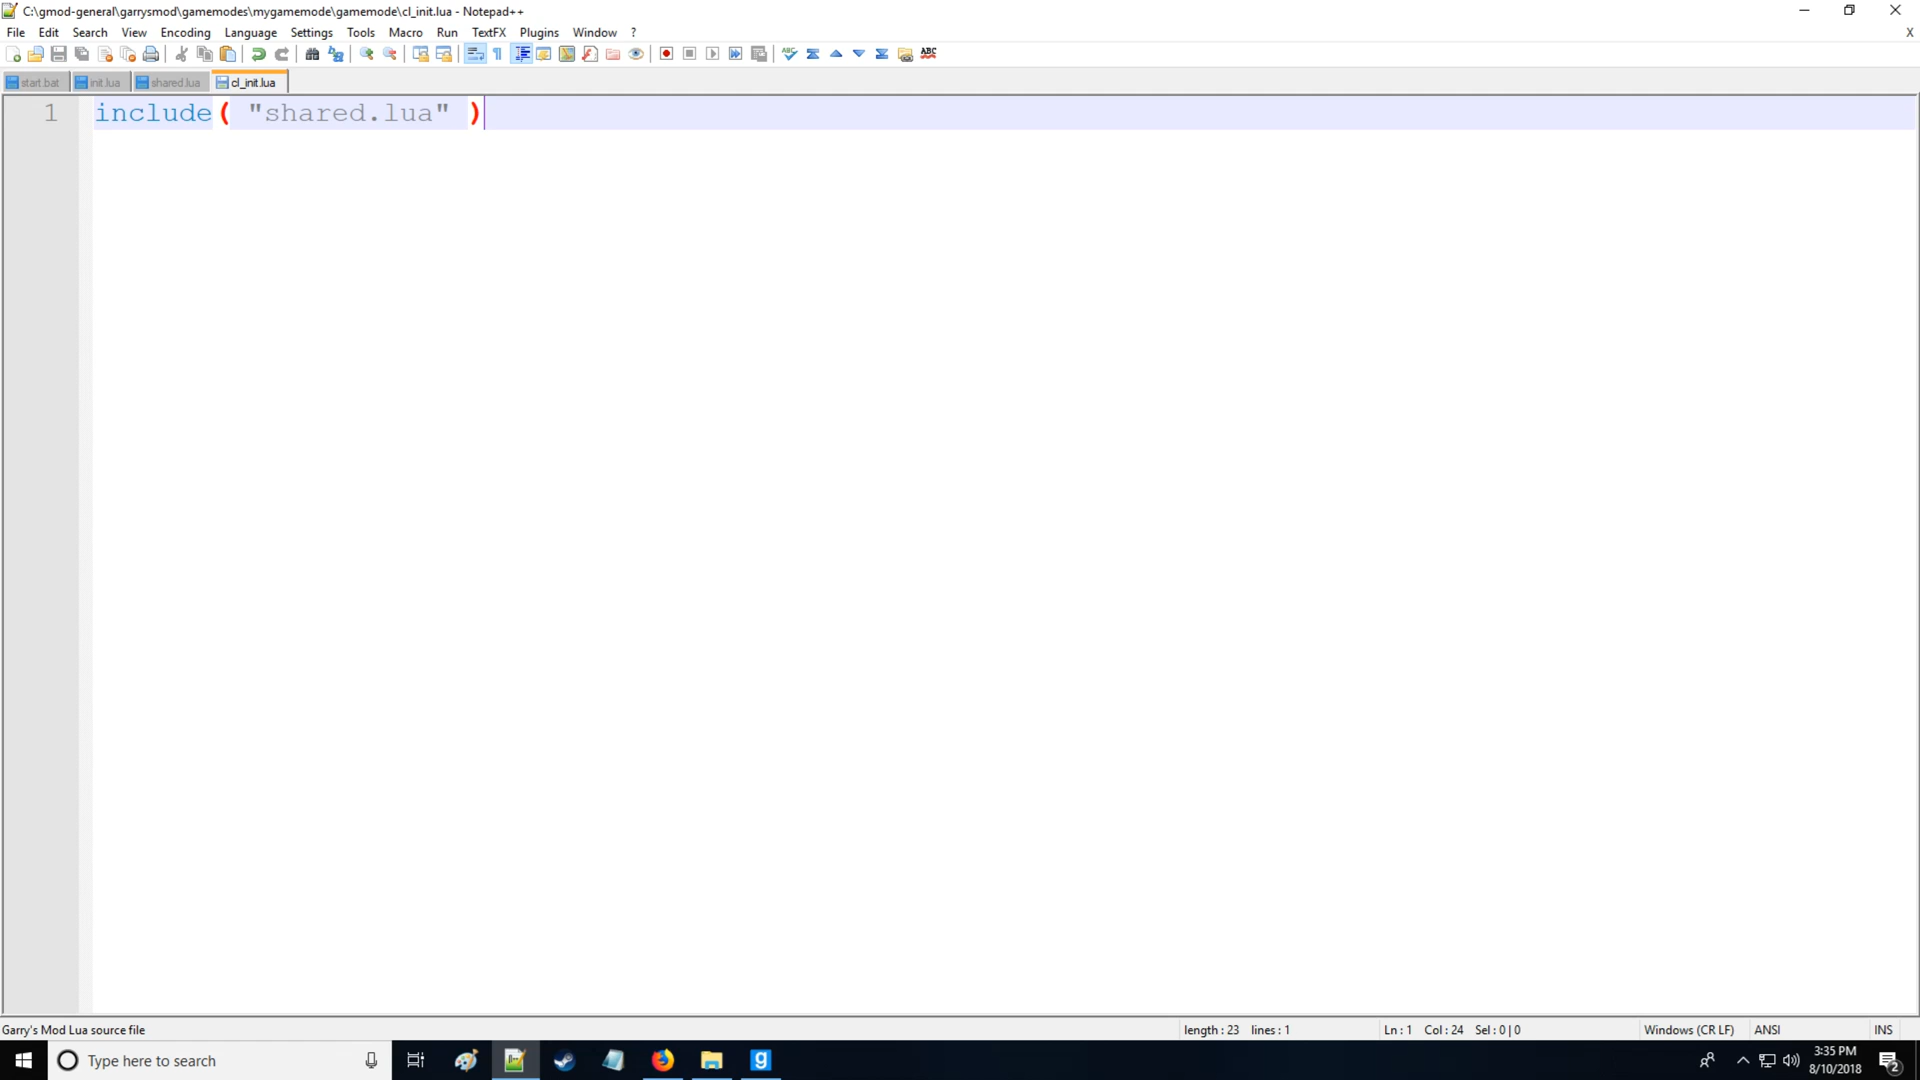 C:\gmod-general\garrysmod\gamemodes\mygamemode\gamemode\cl_init.lua - Notepad++
File Edit Search View Encoding Language Settings Tools Macro Run TextFX Plugins Window ? X
ABC ABC
start.bat init.lua shared.lua cl_init.lua
1 include( "shared.lua" )
Garry's Mod Lua source file length : 23 lines : 1 Ln : 1 Col : 24 Sel : 0 | 0 Windows (CR LF) ANSI INS
Type here to search
3:35 PM
8/10/2018
2